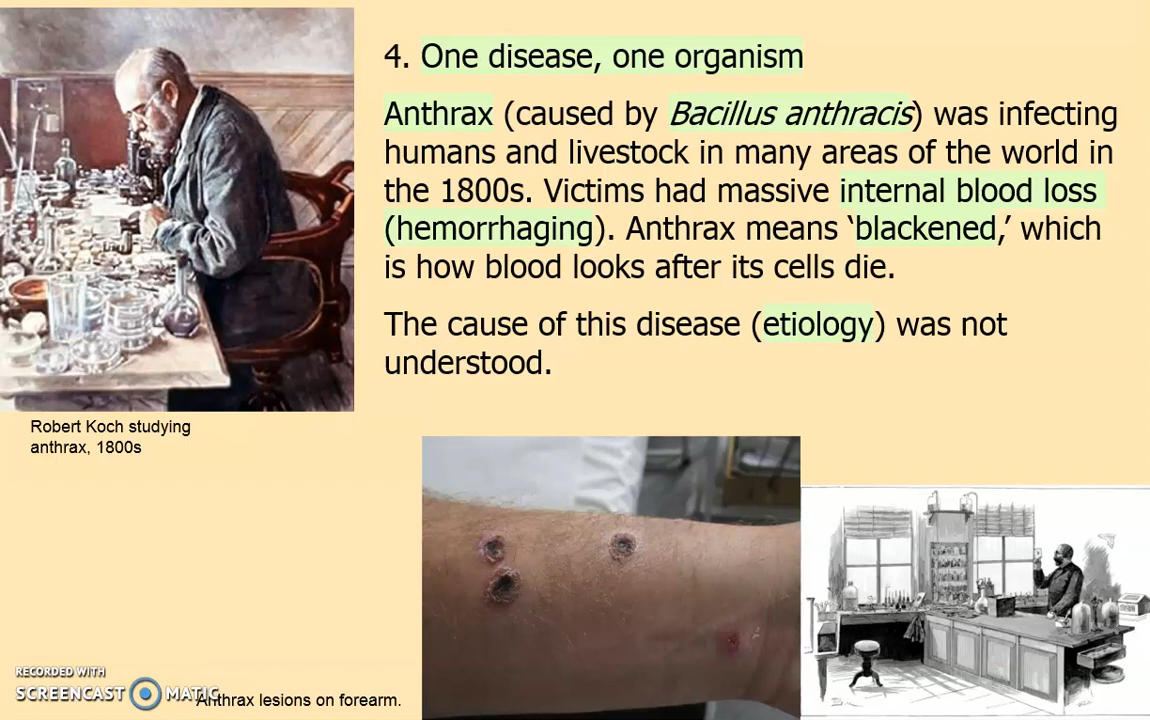 4. One disease, one organism
Anthrax (caused by Bacillus anthracis) was infecting
humans and livestock in many areas of the world in
the 1800s. Victims had massive internal blood loss
(hemorrhaging). Anthrax means ‘blackened,’ which
is how blood looks after its cells die.
The cause of this disease (etiology) was not
understood.
Robert Koch studying
anthrax, 1800s
RECORDED WITH
SCREENCAST MATIC
Anthrax lesions on forearm.